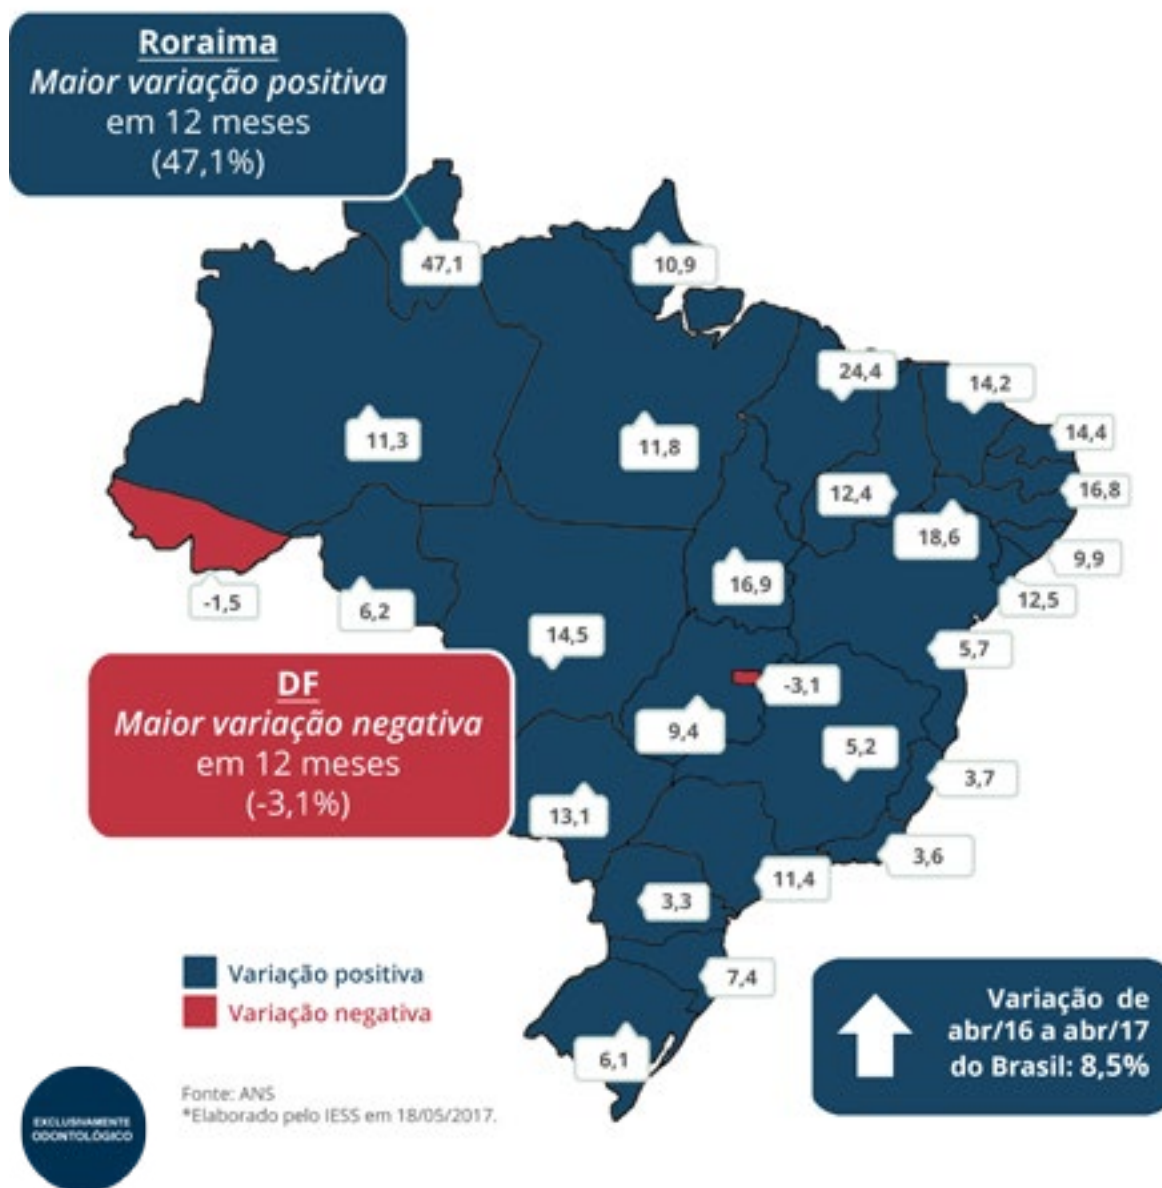 Roraima
Maior variação positiva
em 12 meses
(47,1%)
47,1
10,9
24,4
14,2
14,4
11,3
11,8
12,4
16,8
18,6
9,9
-1,5
6,2
16,9
12,5
14,5
5,7
DF
Maior variação negativa
em 12 meses
(-3,1%)
-3,1
9,4
5,2
3,7
13,1
3,6
11,4
3,3
7,4
6,1
Variação positiva
Variação negativa
Variação de
abr/16 a abr/17
do Brasil: 8,5%
Fonte: ANS
*Elaborado pelo IESS em 18/05/2017.
EXCLUSIVAMENTE
ODONTOLÓGICO